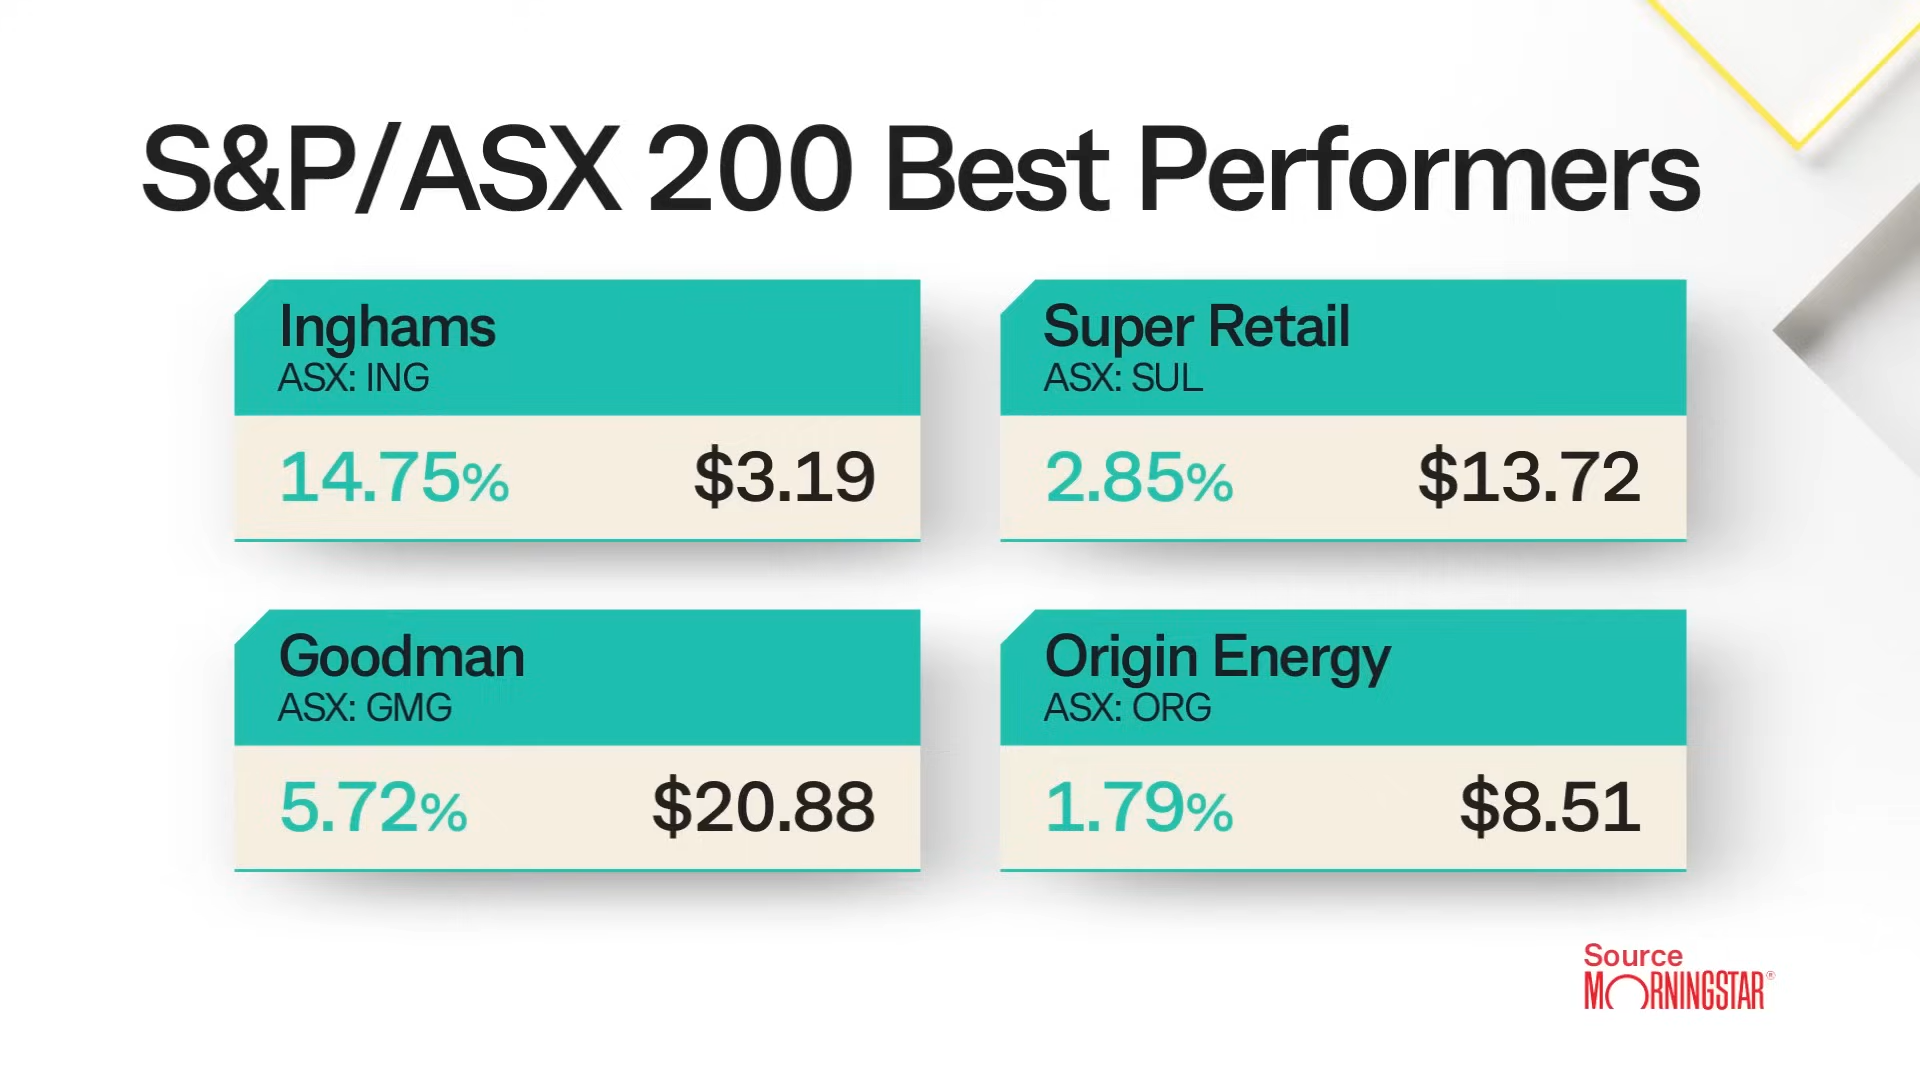 S&P/ASX 200 Best Performers
Inghams
ASX: ING
14.75%
$3.19
Super Retail
ASX: SUL
2.85%
$13.72
Goodman
ASX: GMG
5.72%
$20.88
Origin Energy
ASX: ORG
1.79%
$8.51
Source
MORNINGSTAR®